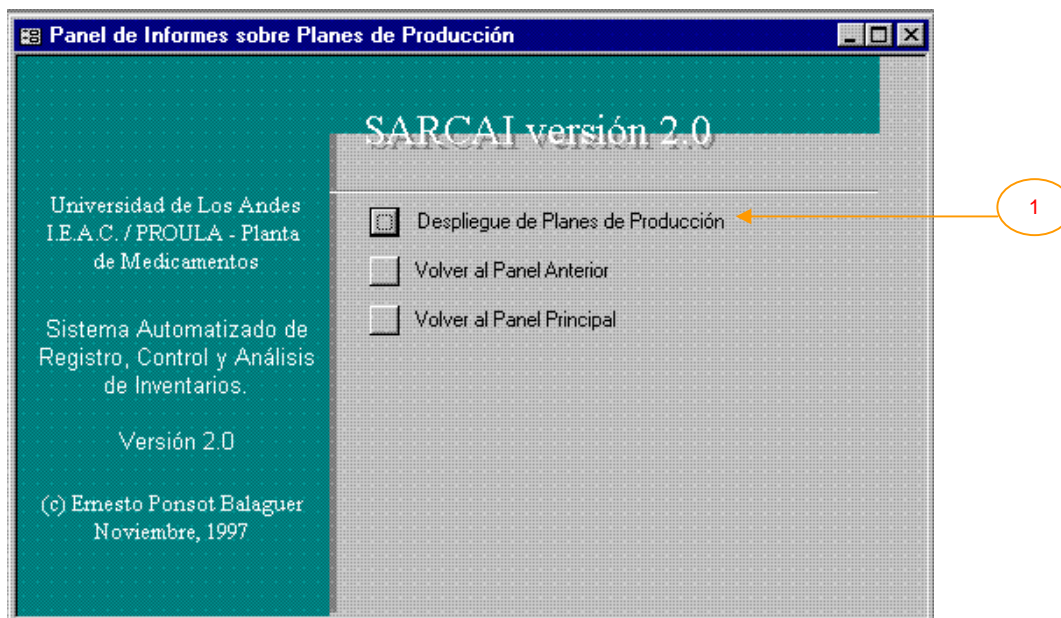 Panel de Informes sobre Planes de Producción
SARCAI versión 2.0
Universidad de Los Andes
I.E.A.C. / PROULA - Planta
de Medicamentos
Sistema Automatizado de
Registro, Control y Análisis
de Inventarios.
Versión 2.0
(c) Ernesto Ponsot Balaguer
Noviembre, 1997
Despliegue de Planes de Producción
1
Volver al Panel Anterior
Volver al Panel Principal